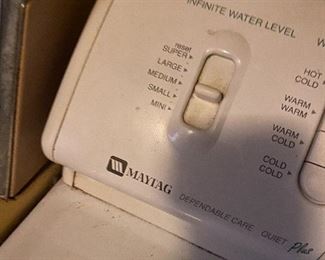 INFINITE WATER LEVEL
W
reset
SUPER
LARGE
MEDIUM
SMALL
MINI
HOT
COLD
WARM
WARM
WARM
COLD
COLD
COLD
M MAYTAG
DEPENDABLE CARE QUIET Plus